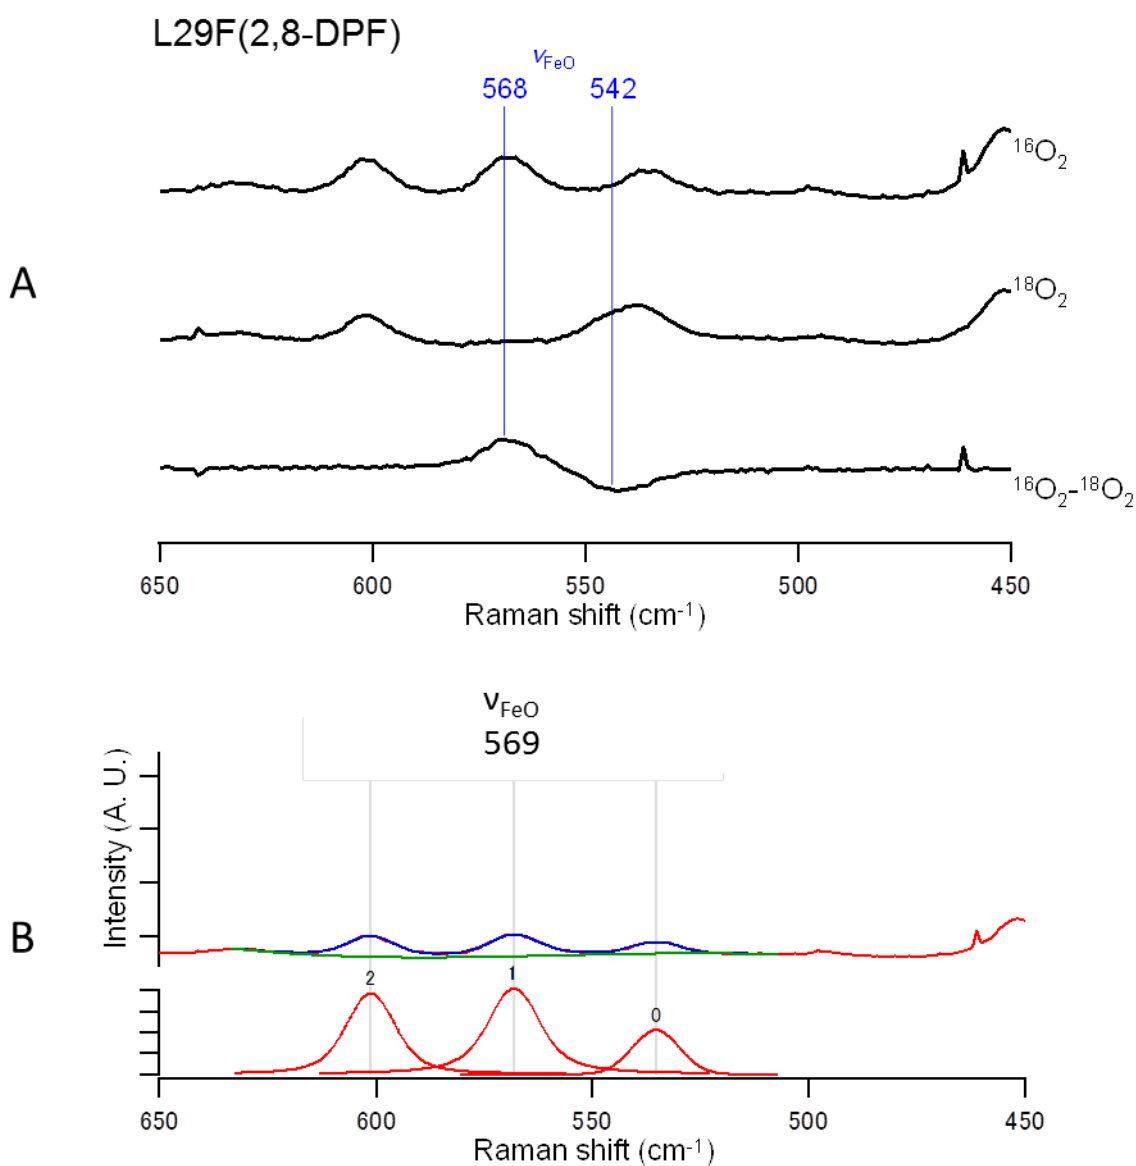 L29F(2,8-DPF)
νFeO
568 542
16O2
A
18O2
16O2-18O2
650 600 550 500 450
Raman shift (cm-1)
νFeO
569
Intensity (A. U.)
B
2 1 0
650 600 550 500 450
Raman shift (cm-1)